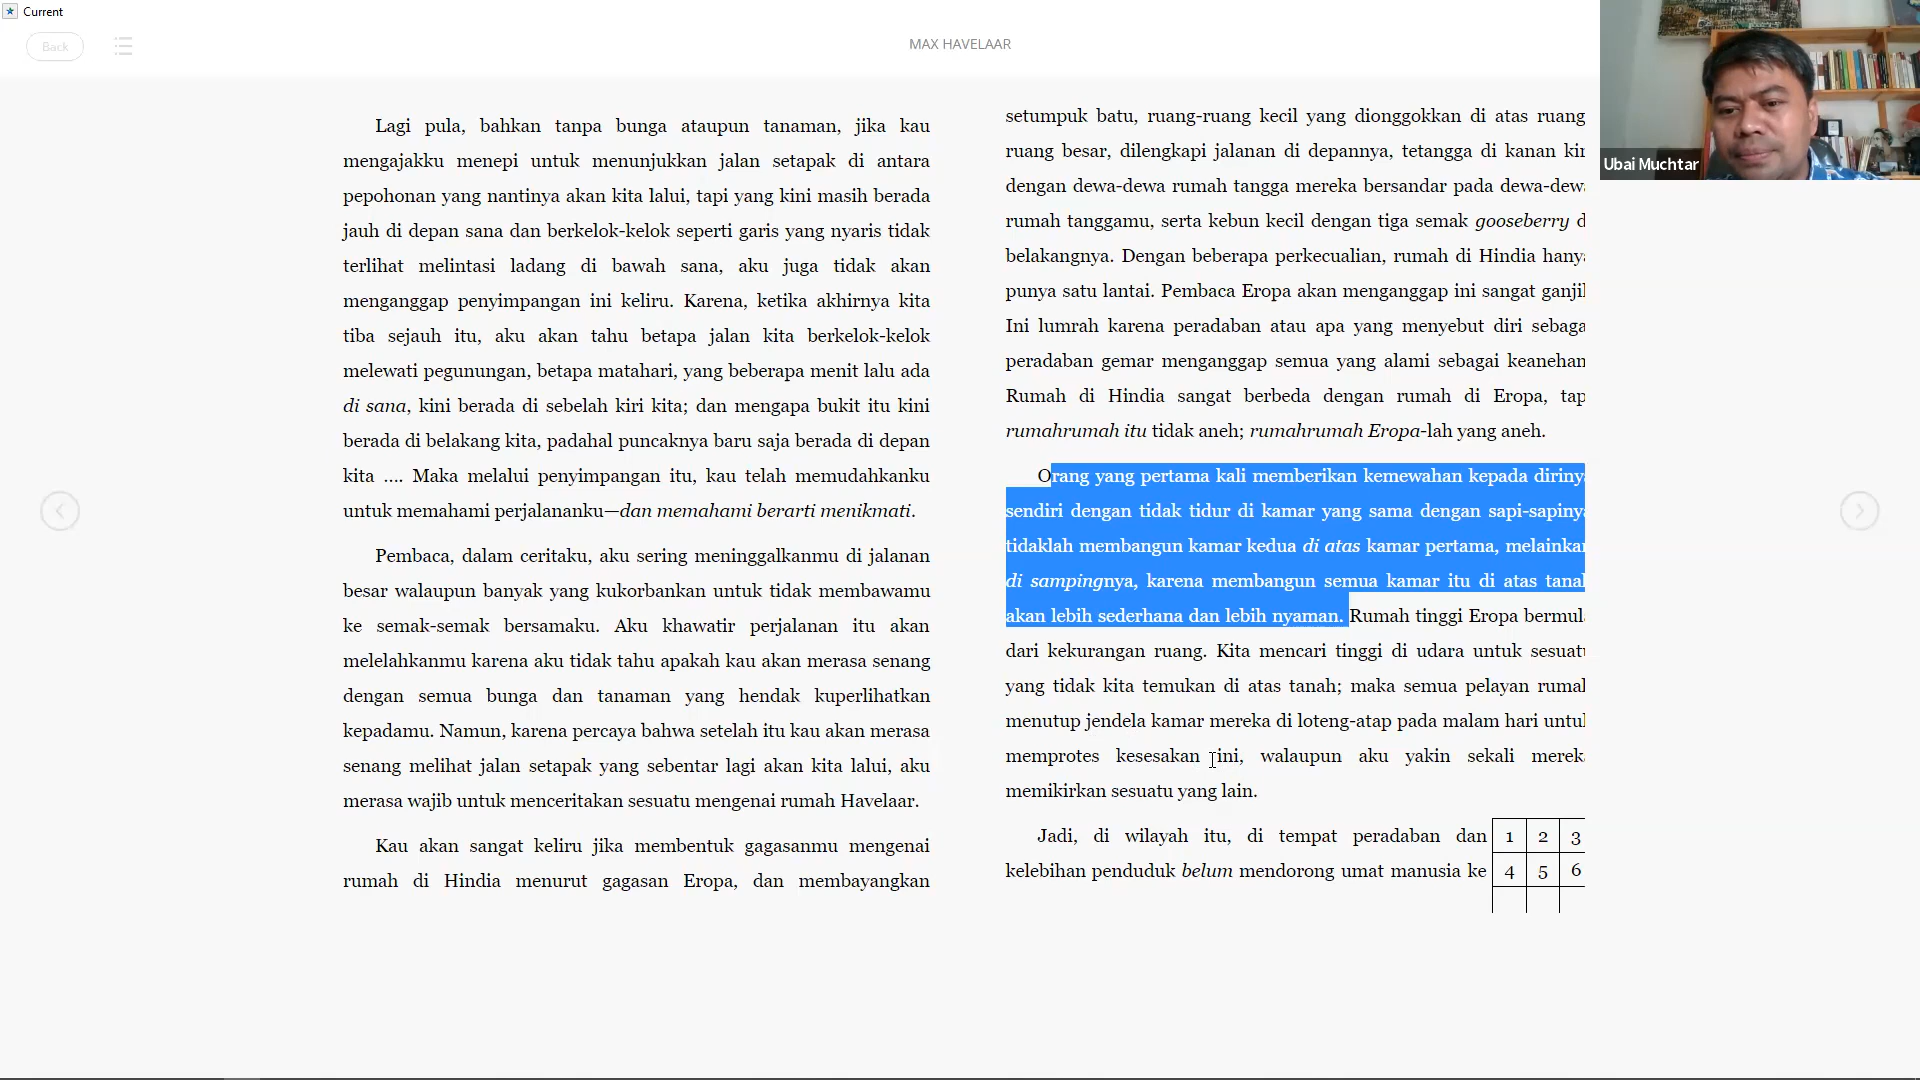 Current
Back
MAX HAVELAAR
Ubai Muchtar
Lagi pula, bahkan tanpa bunga ataupun tanaman, jika kau
mengajakku menepi untuk menunjukkan jalan setapak di antara
pepohonan yang nantinya akan kita lalui, tapi yang kini masih berada
jauh di depan sana dan berkelok-kelok seperti garis yang nyaris tidak
terlihat melintasi ladang di bawah sana, aku juga tidak akan
menganggap penyimpangan ini keliru. Karena, ketika akhirnya kita
tiba sejauh itu, aku akan tahu betapa jalan kita berkelok-kelok
melewati pegunungan, betapa matahari, yang beberapa menit lalu ada
di sana, kini berada di sebelah kiri kita; dan mengapa bukit itu kini
berada di belakang kita, padahal puncaknya baru saja berada di depan
kita .... Maka melalui penyimpangan itu, kau telah memudahkanku
untuk memahami perjalananku—dan memahami berarti menikmati.
Pembaca, dalam ceritaku, aku sering meninggalkanmu di jalanan
besar walaupun banyak yang kukorbankan untuk tidak membawamu
ke semak-semak bersamaku. Aku khawatir perjalanan itu akan
melelahkanmu karena aku tidak tahu apakah kau akan merasa senang
dengan semua bunga dan tanaman yang hendak kuperlihatkan
kepadamu. Namun, karena percaya bahwa setelah itu kau akan merasa
senang melihat jalan setapak yang sebentar lagi akan kita lalui, aku
merasa wajib untuk menceritakan sesuatu mengenai rumah Havelaar.
Kau akan sangat keliru jika membentuk gagasanmu mengenai
rumah di Hindia menurut gagasan Eropa, dan membayangkan
setumpuk batu, ruang-ruang kecil yang dionggokkan di atas ruang
ruang besar, dilengkapi jalanan di depannya, tetangga di kanan kir
dengan dewa-dewa rumah tangga mereka bersandar pada dewa-dewa
rumah tanggamu, serta kebun kecil dengan tiga semak gooseberry d
belakangnya. Dengan beberapa perkecualian, rumah di Hindia hanya
punya satu lantai. Pembaca Eropa akan menganggap ini sangat ganjil
Ini lumrah karena peradaban atau apa yang menyebut diri sebaga
peradaban gemar menganggap semua yang alami sebagai keanehan
Rumah di Hindia sangat berbeda dengan rumah di Eropa, tap
rumahrumah itu tidak aneh; rumahrumah Eropa-lah yang aneh.
Orang yang pertama kali memberikan kemewahan kepada dirinya
sendiri dengan tidak tidur di kamar yang sama dengan sapi-sapinya
tidaklah membangun kamar kedua di atas kamar pertama, melainkan
di sampingnya, karena membangun semua kamar itu di atas tanah
akan lebih sederhana dan lebih nyaman. Rumah tinggi Eropa bermula
dari kekurangan ruang. Kita mencari tinggi di udara untuk sesuatu
yang tidak kita temukan di atas tanah; maka semua pelayan rumah
menutup jendela kamar mereka di loteng-atap pada malam hari untuk
memprotes kesesakan ini, walaupun aku yakin sekali mereka
memikirkan sesuatu yang lain.
Jadi, di wilayah itu, di tempat peradaban dan
kelebihan penduduk belum mendorong umat manusia ke
1 2 3
4 5 6